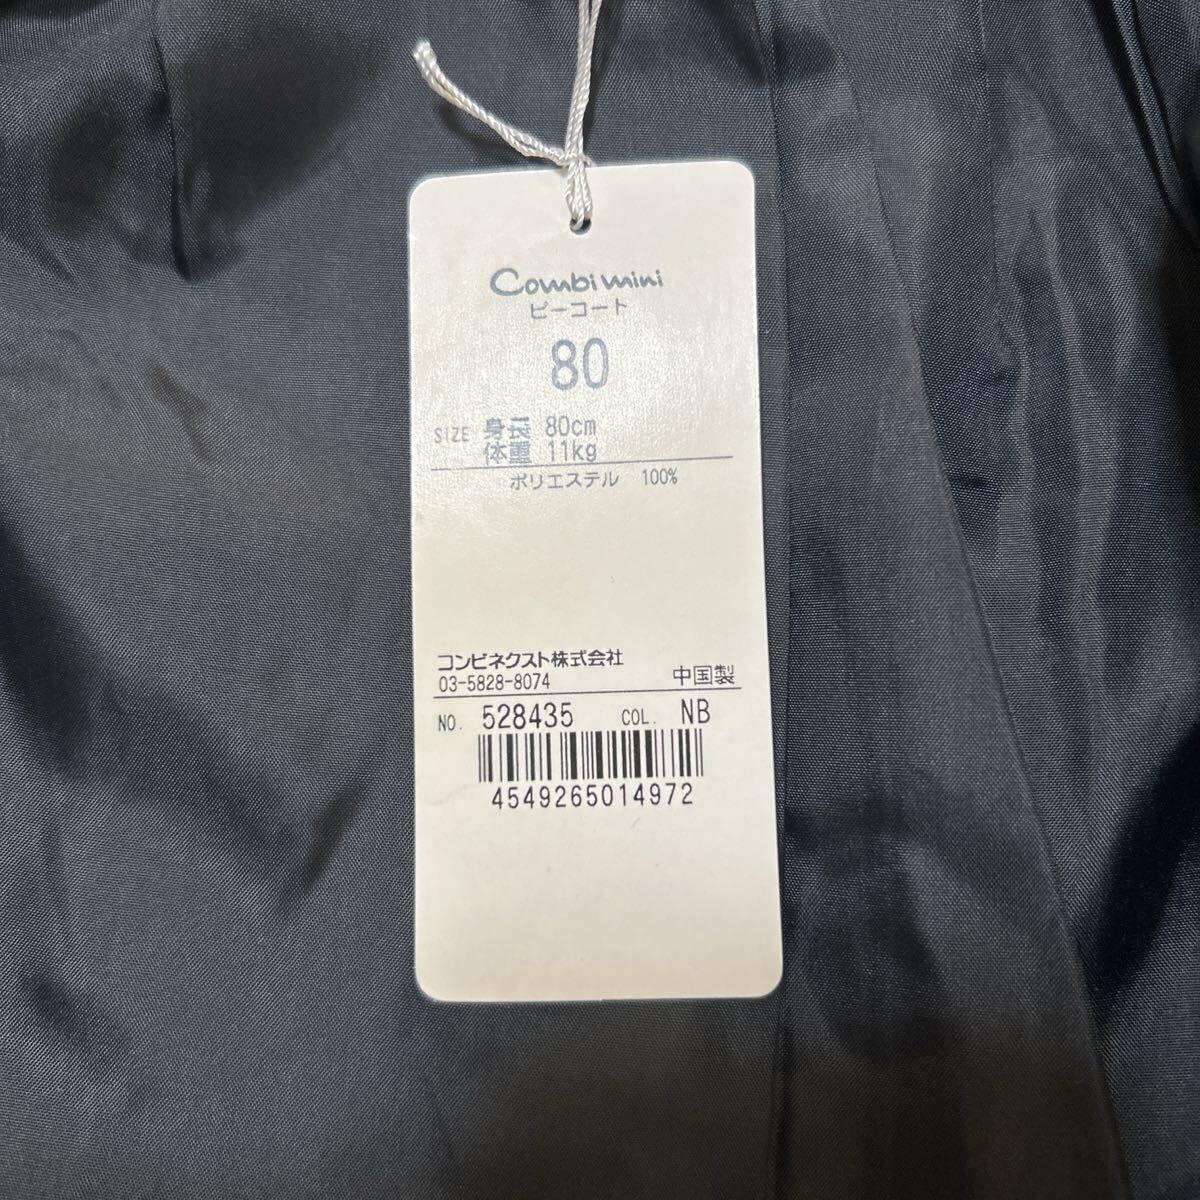 Combimini
ピーコート
80
SIZE 身長 80cm
体重 11kg
ポリエステル 100%
コンビネクスト株式会社
03-5828-8074 中国製
NO. 528435 COL. NB
4549265014972